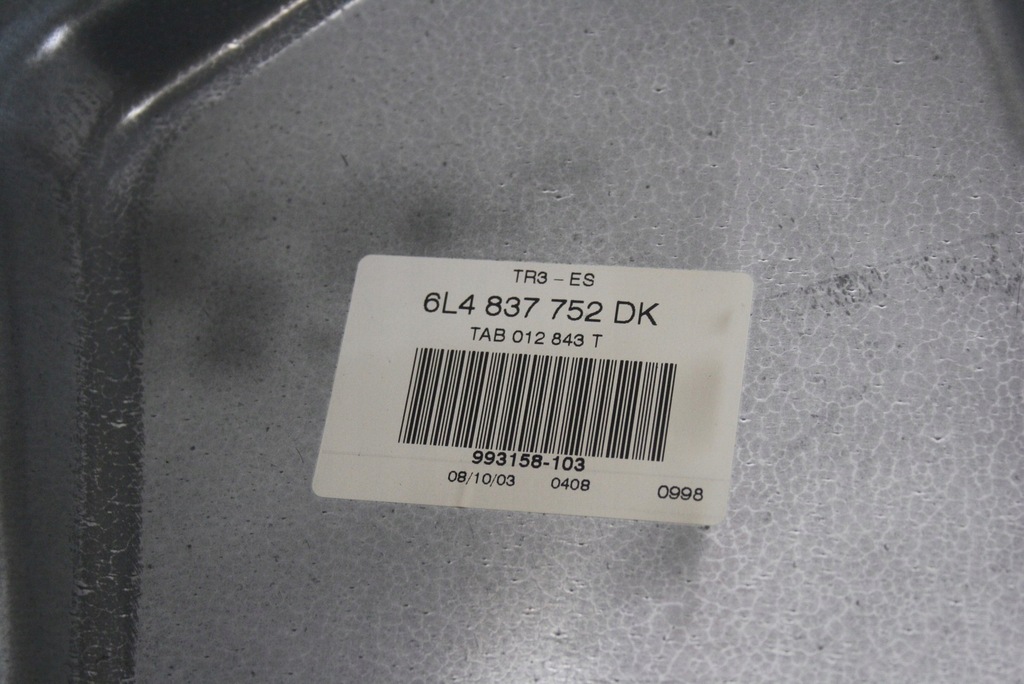 TR3 - ES
6L4 837 752 DK
TAB 012 843 T
993158-103
08/10/03 0408 0998